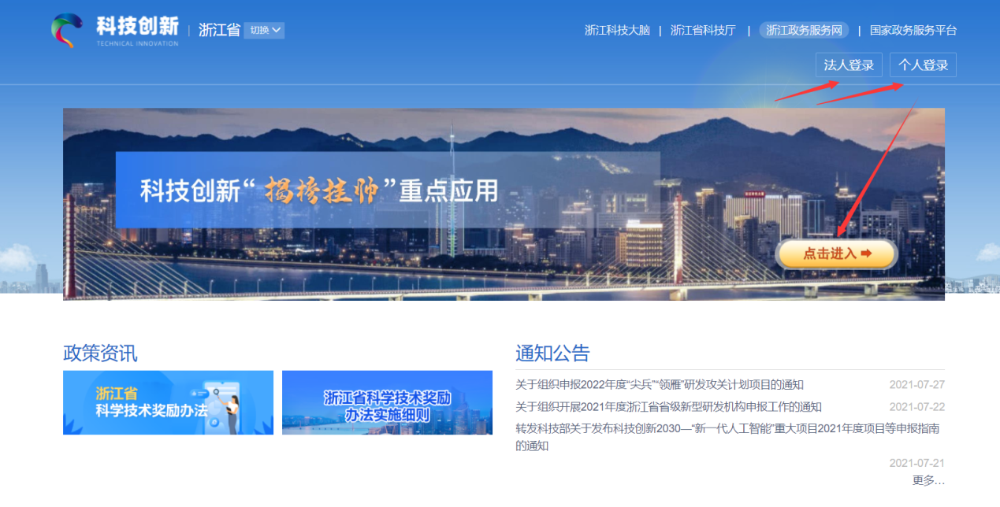 科技创新
TECHNICAL INNOVATION
浙江省 切换
浙江科技大脑 | 浙江省科技厅 | 浙江政务服务网 | 国家政务服务平台
法人登录 个人登录
科技创新“揭榜挂帅”重点应用
点击进入
政策资讯
浙江省
科学技术奖励办法
浙江省科学技术奖励
办法实施细则
通知公告
关于组织申报2022年度“尖兵”“领雁”研发攻关计划项目的通知 2021-07-27
关于组织开展2021年度浙江省省级新型研发机构申报工作的通知 2021-07-22
转发科技部关于发布科技创新2030—“新一代人工智能”重大项目2021年度项目等申报指南
的通知
2021-07-21
更多…